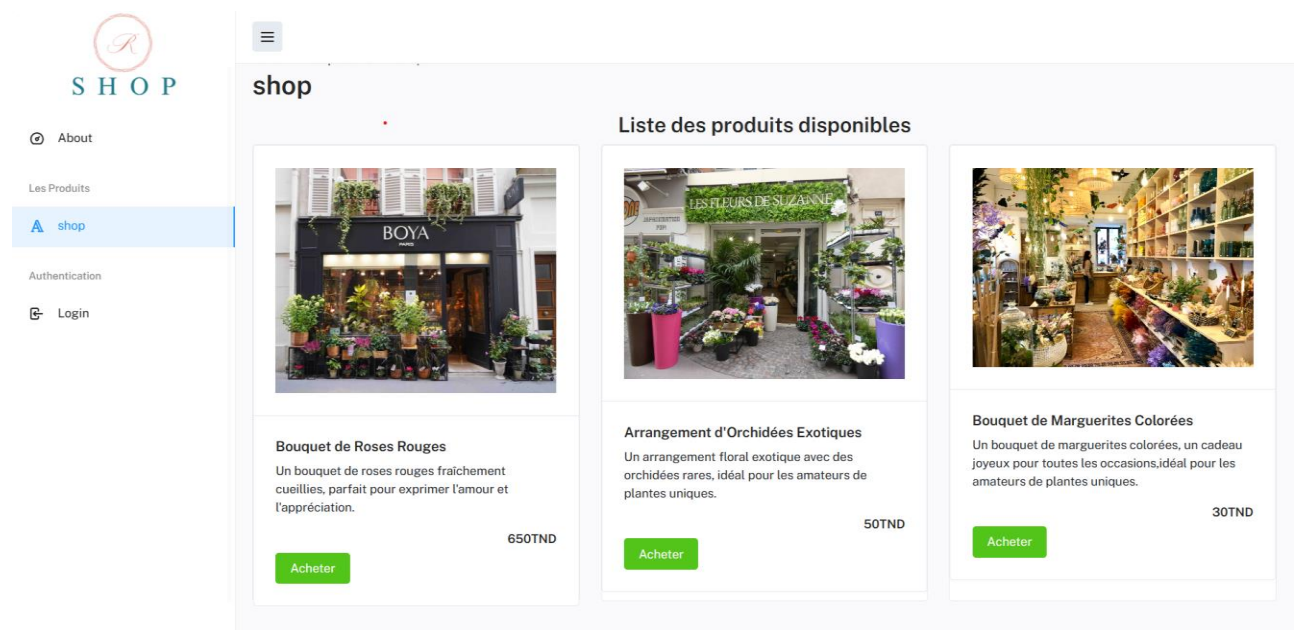 R
SHOP
About
Les Produits
shop
Authentication
Login
shop
Liste des produits disponibles
BOYA
PARIS
Bouquet de Roses Rouges
Un bouquet de roses rouges fraîchement
cueillies, parfait pour exprimer l'amour et
l'appréciation.
650TND
Acheter
LES FLEURS DE SUZANNE
Arrangement d'Orchidées Exotiques
Un arrangement floral exotique avec des
orchidées rares, idéal pour les amateurs de
plantes uniques.
50TND
Acheter
Bouquet de Marguerites Colorées
Un bouquet de marguerites colorées, un cadeau
joyeux pour toutes les occasions,idéal pour les
amateurs de plantes uniques.
30TND
Acheter